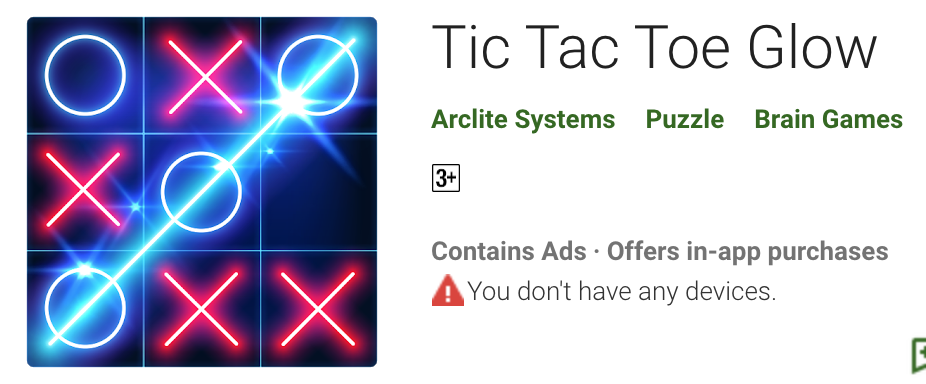 Tic Tac Toe Glow
Arclite Systems Puzzle Brain Games
3+
Contains Ads · Offers in-app purchases
You don't have any devices.